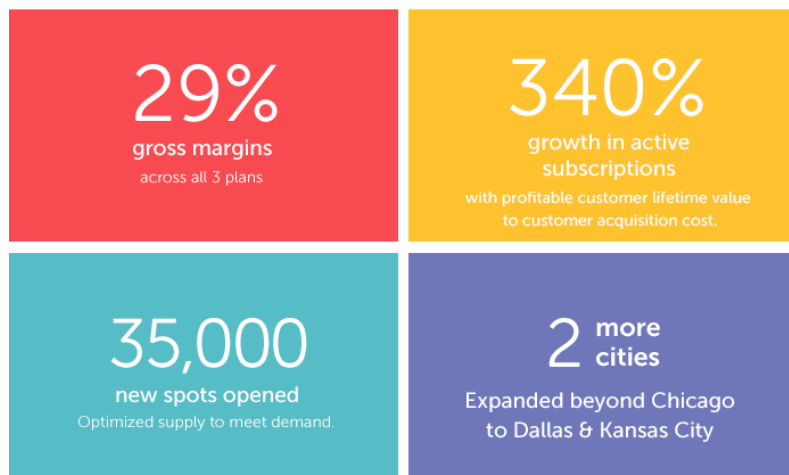 29%
gross margins
across all 3 plans
340%
growth in active
subscriptions
with profitable customer lifetime value
to customer acquisition cost.
35,000
new spots opened
Optimized supply to meet demand.
2 more
cities
Expanded beyond Chicago
to Dallas & Kansas City